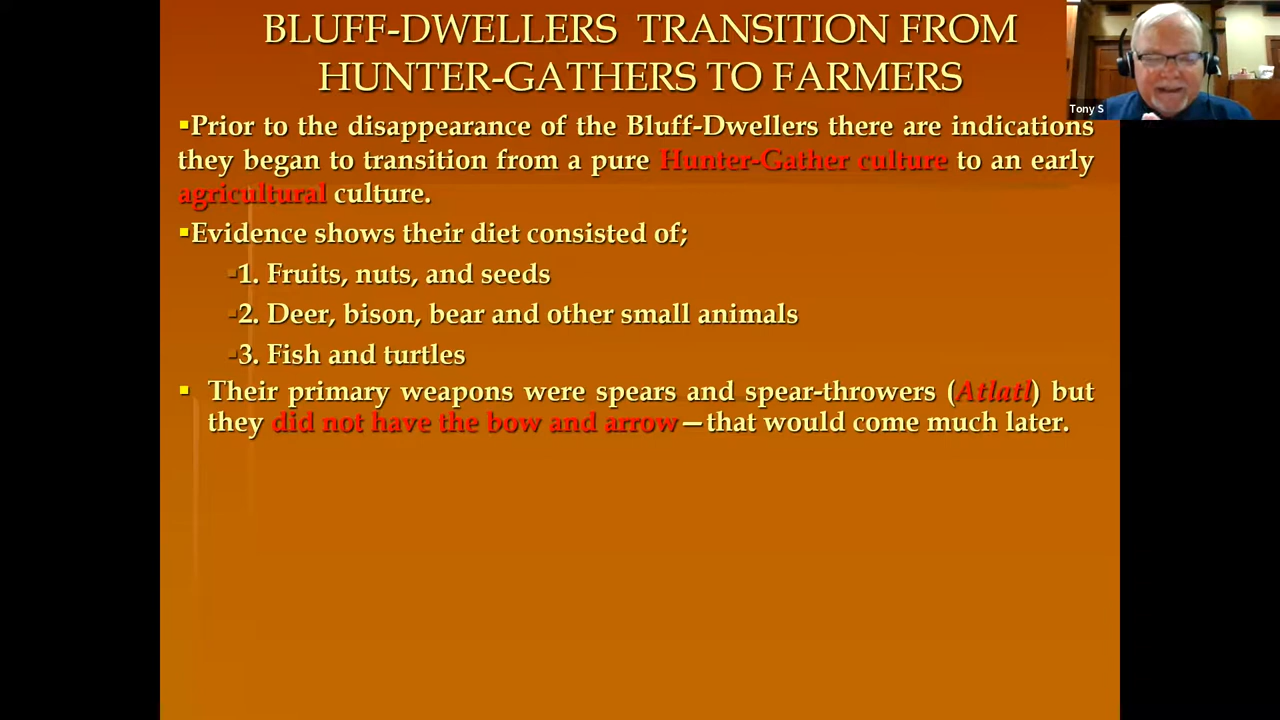 BLUFF-DWELLERS TRANSITION FROM
HUNTER-GATHERS TO FARMERS
Tony S
▪Prior to the disappearance of the Bluff-Dwellers there are indications
they began to transition from a pure Hunter-Gather culture to an early
agricultural culture.
▪Evidence shows their diet consisted of;
▪1. Fruits, nuts, and seeds
▪2. Deer, bison, bear and other small animals
▪3. Fish and turtles
▪ Their primary weapons were spears and spear-throwers (Atlatl) but
they did not have the bow and arrow—that would come much later.